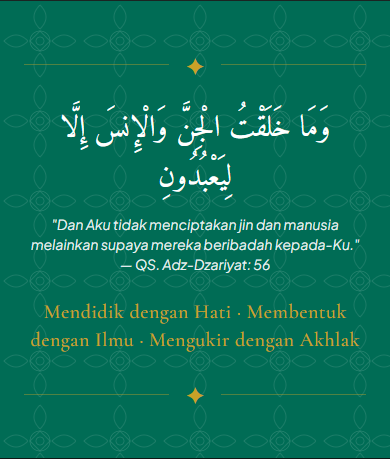 وَمَا خَلَقْتُ الْجِنَّ وَالْإِنسَ إِلَّا
لِيَعْبُدُونِ
"Dan Aku tidak menciptakan jin dan manusia
melainkan supaya mereka beribadah kepada-Ku."
— QS. Adz-Dzariyat: 56
Mendidik dengan Hati · Membentuk
dengan Ilmu · Mengukir dengan Akhlak